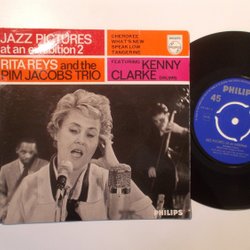 JAZZ PICTURES
at an exhibition 2
CHEROKEE
WHAT'S NEW
SPEAK LOW
TANGERINE
PHILIPS
RITA REYS and the
PIM JACOBS TRIO
FEATURING KENNY
CLARKE DRUMS
PHILIPS
PHILIPS
45